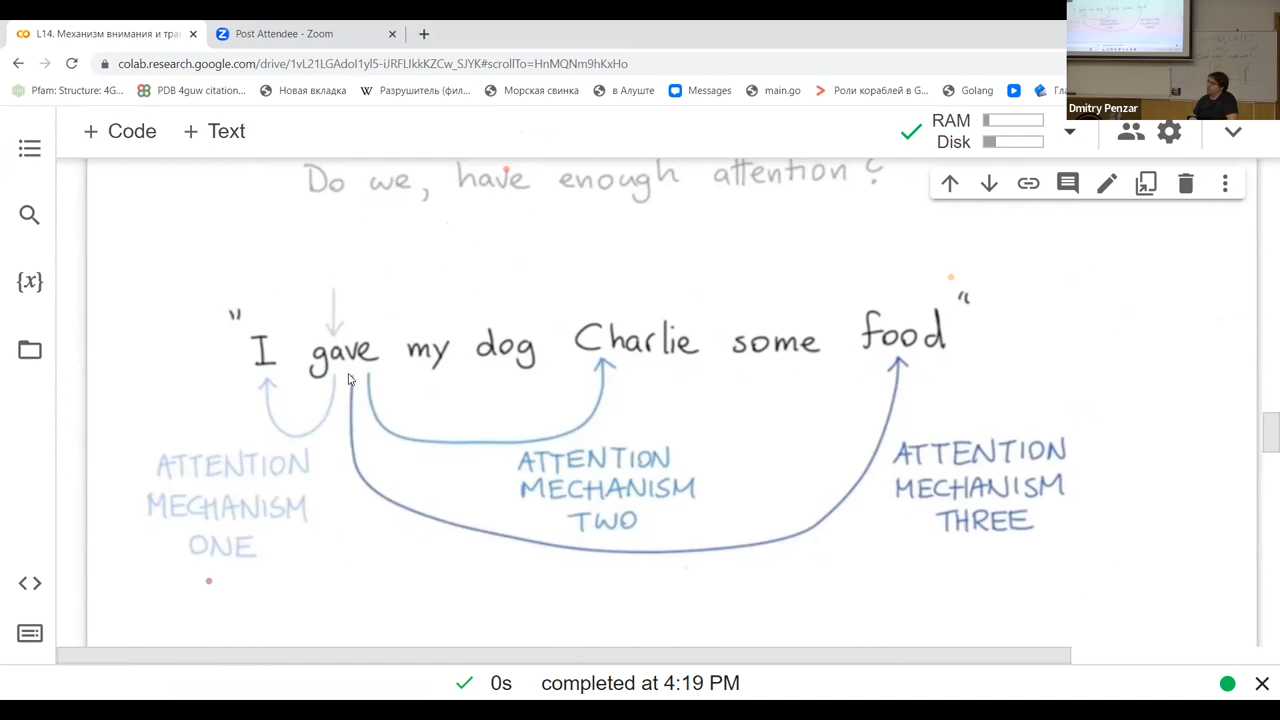 L14. Механизм внимания и тра
Post Attendee - Zoom
colab.research.google.com/drive/1vL21LGAdoI1yl5-iJRFURaXZCw_SJYK#scrollTo=HnMQNm9hKxHo
Pfam: Structure: 4G...
PDB 4guw citation...
Новая вкладка
Разрушитель (фил...
Морская свинка
в Алуште
Messages
main.go
Роли кораблей в G...
Golang
Dmitry Penzar
+ Code
+ Text
RAM
Disk
Do we, have enough attention?
"I gave my dog Charlie some food"
ATTENTION
MECHANISM
ONE
ATTENTION
MECHANISM
TWO
ATTENTION
MECHANISM
THREE
0s completed at 4:19 PM